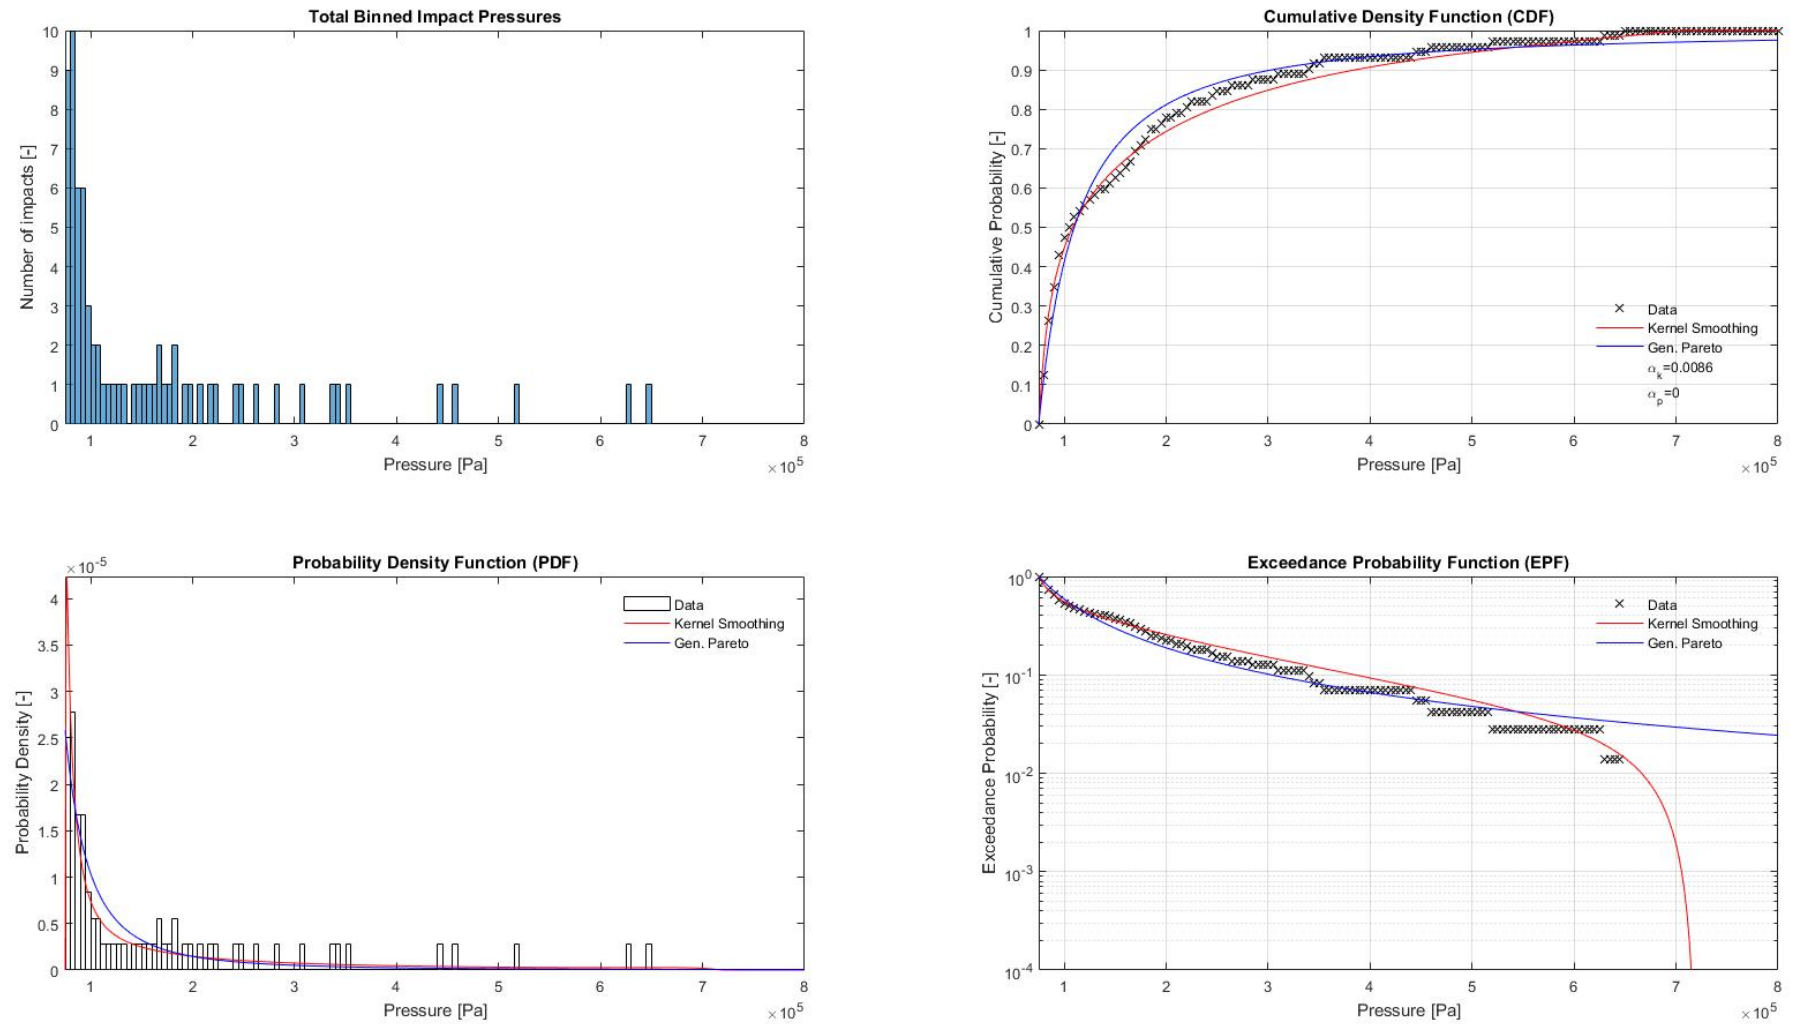 Total Binned Impact Pressures
10
9
8
7
6
5
4
3
2
1
0
Number of impacts [-]
1 2 3 4 5 6 7 8
Pressure [Pa]
×10^5
Cumulative Density Function (CDF)
1
0.9
0.8
0.7
0.6
0.5
0.4
0.3
0.2
0.1
0
Cumulative Probability [-]
Data
Kernel Smoothing
Gen. Pareto
α_k=0.0086
α_p=0
1 2 3 4 5 6 7 8
Pressure [Pa]
×10^5
×10^-5
Probability Density Function (PDF)
4
3.5
3
2.5
2
1.5
1
0.5
0
Probability Density [-]
Data
Kernel Smoothing
Gen. Pareto
1 2 3 4 5 6 7 8
Pressure [Pa]
×10^5
Exceedance Probability Function (EPF)
10^0
10^-1
10^-2
10^-3
10^-4
Exceedance Probability [-]
Data
Kernel Smoothing
Gen. Pareto
1 2 3 4 5 6 7 8
Pressure [Pa]
×10^5